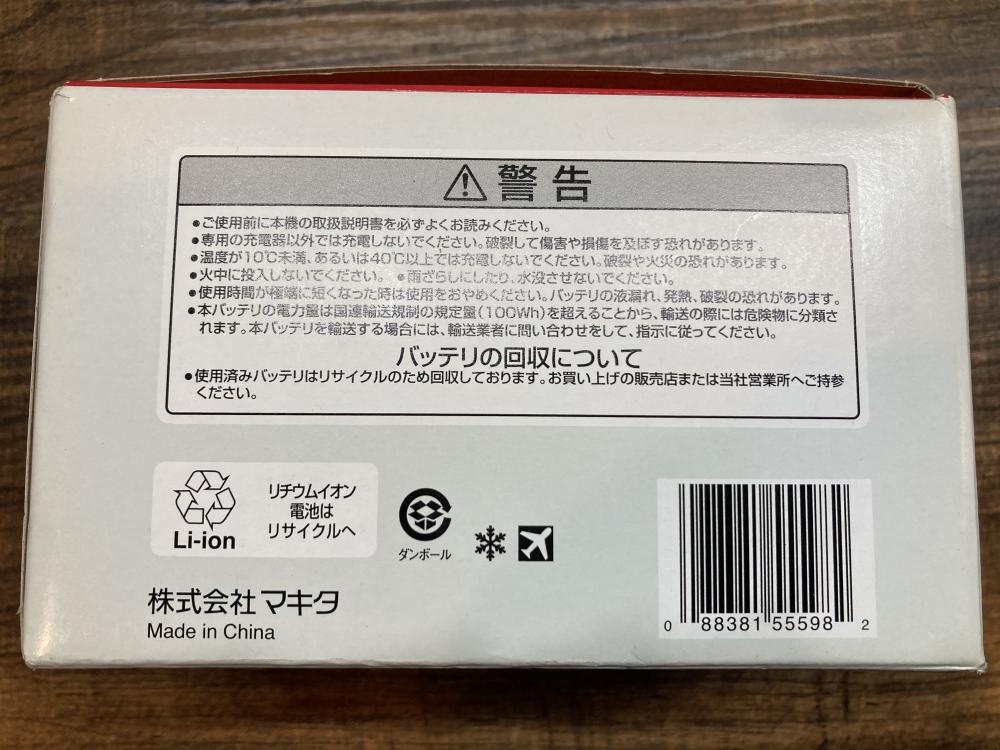 警告
●ご使用前に本機の取扱説明書を必ずよくお読みください。
●専用の充電器以外では充電しないでください。破裂して傷害や損傷を及ぼす恐れがあります。
●温度が10℃未満、あるいは40℃以上では充電しないでください。破裂や火災の恐れがあります。
●火中に投入しないでください。 ●雨ざらしにしたり、水没させないでください。
●使用時間が極端に短くなった時は使用をおやめください。バッテリの液漏れ、発熱、破裂の恐れがあります。
●本バッテリの電力量は国連輸送規制の規定量(100Wh)を超えることから、輸送の際には危険物に分類さ
れます。本バッテリを輸送する場合には、輸送業者に問い合わせをして、指示に従ってください。
バッテリの回収について
●使用済みバッテリはリサイクルのため回収しております。お買い上げの販売店または当社営業所へご持参
ください。
リチウムイオン
電池は
リサイクルへ
Li-ion
ダンボール
株式会社マキタ
Made in China
0 88381 55598 2